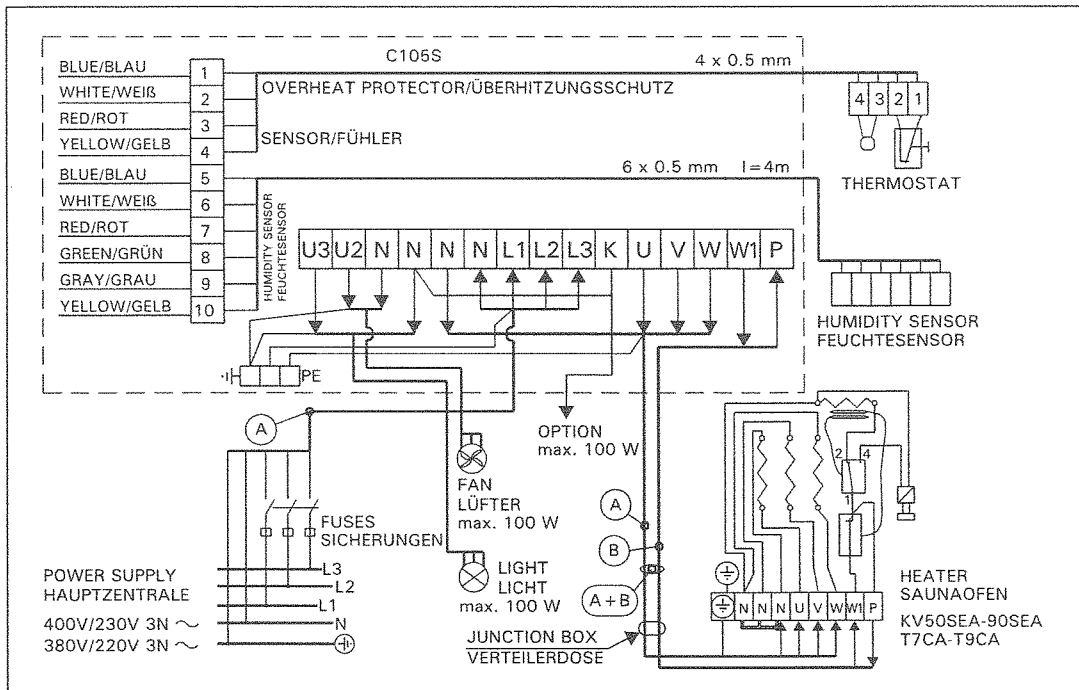 C105S
BLUE/BLAU 1
WHITE/WEIß 2
RED/ROT 3
YELLOW/GELB 4
BLUE/BLAU 5
WHITE/WEIß 6
RED/ROT 7
GREEN/GRÜN 8
GRAY/GRAU 9
YELLOW/GELB 10
OVERHEAT PROTECTOR/ÜBERHITZUNGSSCHUTZ
SENSOR/FÜHLER
HUMIDITY SENSOR
FEUCHTESENSOR
4 x 0.5 mm
4 3 2 1
THERMOSTAT
6 x 0.5 mm l=4m
U3 U2 N N N N L1 L2 L3 K U V W W1 P
HUMIDITY SENSOR
FEUCHTESENSOR
PE
A
OPTION
max. 100 W
FAN
LÜFTER
max. 100 W
LIGHT
LICHT
max. 100 W
FUSES
SICHERUNGEN
POWER SUPPLY
HAUPTZENTRALE
400V/230V 3N ~
380V/220V 3N ~
L3
L2
L1
N
A
B
A+B
JUNCTION BOX
VERTEILERDOSE
2 4
1
N N N U V W W1 P
HEATER
SAUNAOFEN
KV50SEA-90SEA
T7CA-T9CA